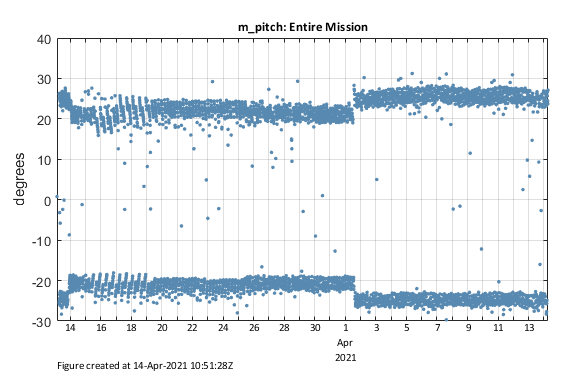 m_pitch: Entire Mission
40
30
20
10
0
-10
-20
-30
degrees
14 16 18 20 22 24 26 28 30 1 3 5 7 9 11 13
Apr
2021
Figure created at 14-Apr-2021 10:51:28Z